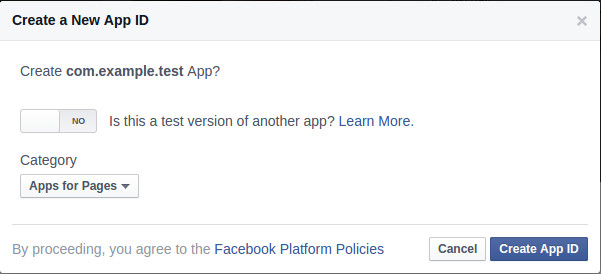 Create a New App ID
Create com.example.test App?
NO Is this a test version of another app? Learn More.
Category
Apps for Pages
By proceeding, you agree to the Facebook Platform Policies Cancel Create App ID